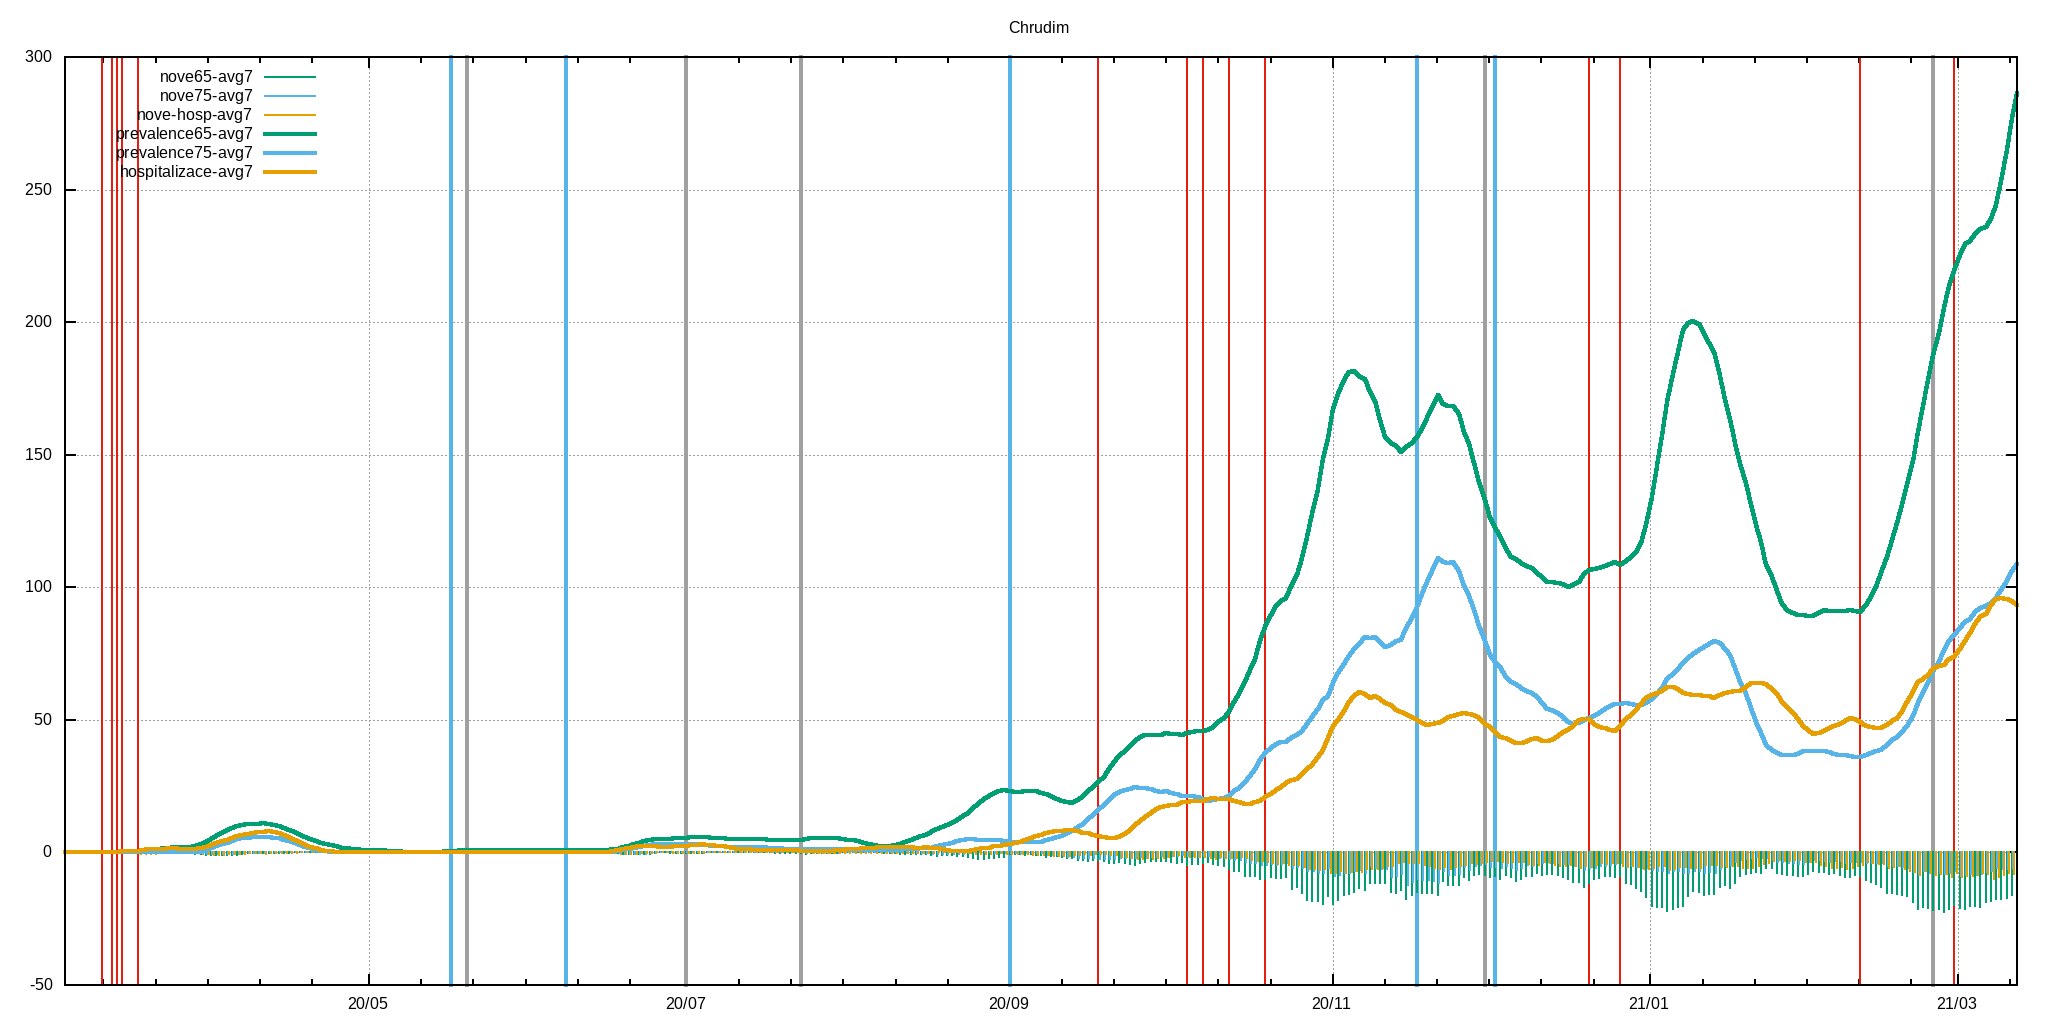 Chrudim
300
250
200
150
100
50
0
-50
nove65-avg7
nove75-avg7
nove-hosp-avg7
prevalence65-avg7
prevalence75-avg7
hospitalizace-avg7
20/05 20/07 20/09 20/11 21/01 21/03